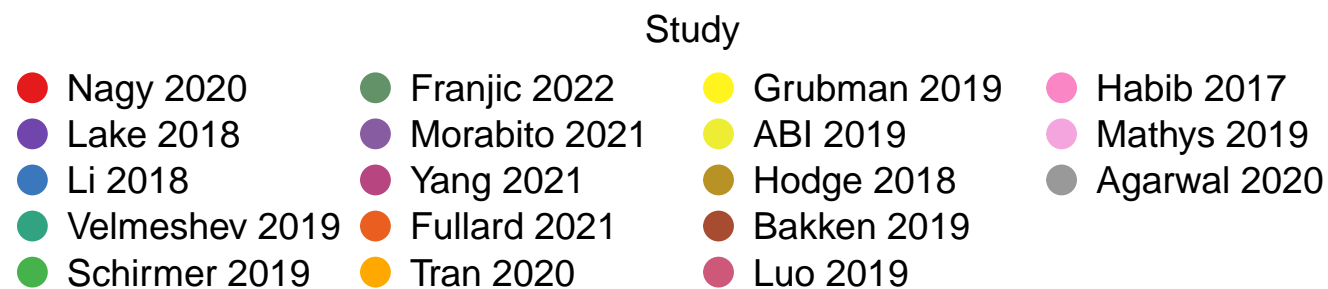 Study
Nagy 2020
Lake 2018
Li 2018
Velmeshev 2019
Schirmer 2019
Franjic 2022
Morabito 2021
Yang 2021
Fullard 2021
Tran 2020
Grubman 2019
ABI 2019
Hodge 2018
Bakken 2019
Luo 2019
Habib 2017
Mathys 2019
Agarwal 2020